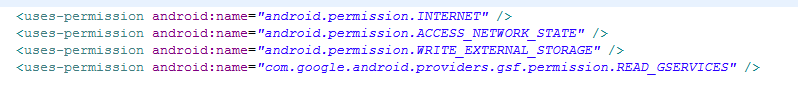 <uses-permission android:name="android.permission.INTERNET" />
<uses-permission android:name="android.permission.ACCESS_NETWORK_STATE" />
<uses-permission android:name="android.permission.WRITE_EXTERNAL_STORAGE" />
<uses-permission android:name="com.google.android.providers.gsf.permission.READ_GSERVICES" />